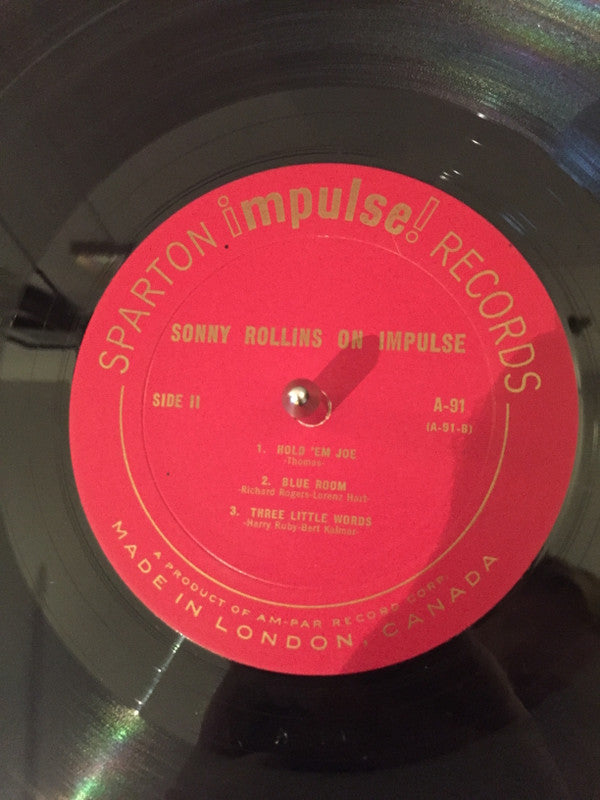 SPARTON impulse! RECORDS
SONNY ROLLINS ON IMPULSE
SIDE II
A-91
(A-91-B)
1. HOLD 'EM JOE
-Thomas-
2. BLUE ROOM
-Richard Rogers-Lorenz Hart-
3. THREE LITTLE WORDS
-Harry Ruby-Bert Kalmar-
A PRODUCT OF AM-PAR RECORD CORP.
MADE IN LONDON, CANADA